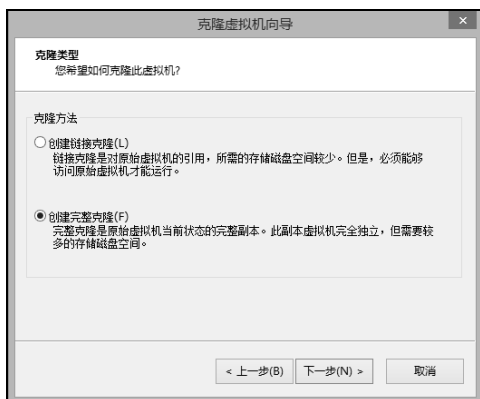 克隆虚拟机向导
×
克隆类型
您希望如何克隆此虚拟机?
克隆方法
创建链接克隆(L)
链接克隆是对原始虚拟机的引用，所需的存储磁盘空间较少。但是，必须能够
访问原始虚拟机才能运行。
创建完整克隆(F)
完整克隆是原始虚拟机当前状态的完整副本。此副本虚拟机完全独立，但需要较
多的存储磁盘空间。
< 上一步(B) 下一步(N) > 取消